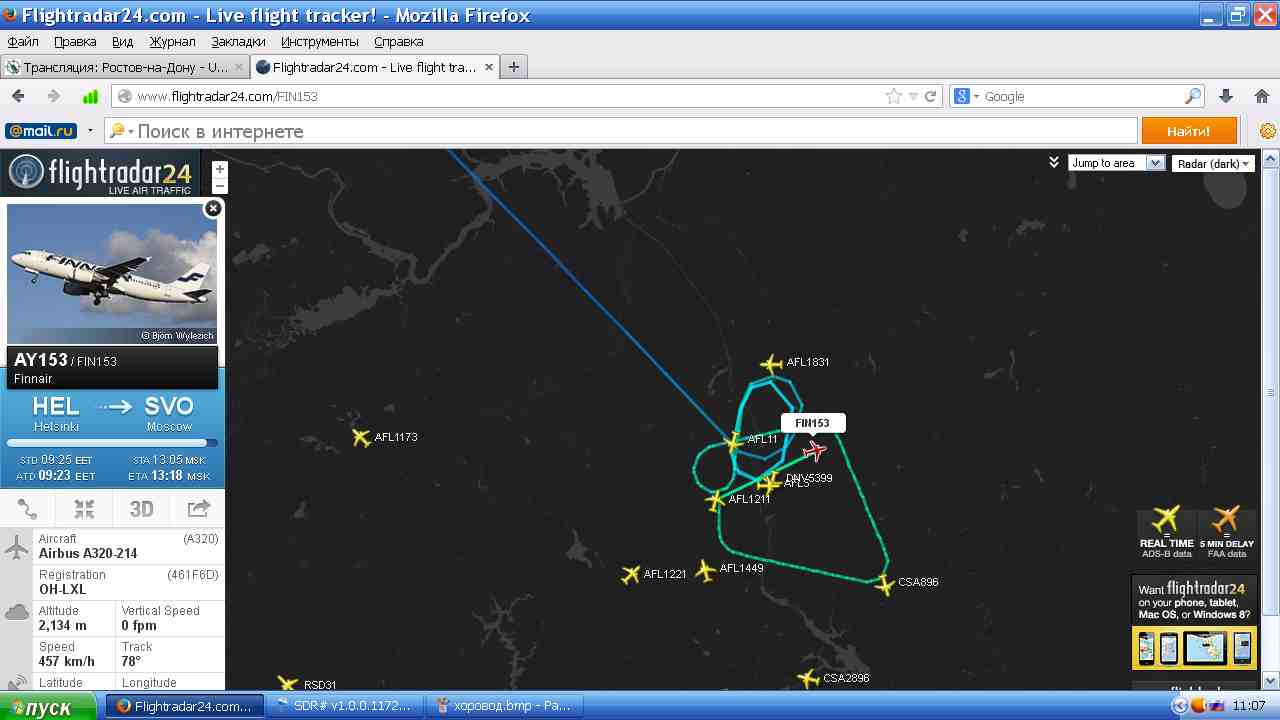 Flightradar24.com - Live flight tracker! - Mozilla Firefox
Файл Правка Вид Журнал Закладки Инструменты Справка
Трансляция: Ростов-на-Дону - U... Flightradar24.com - Live flight tra...
www.flightradar24.com/FIN153 Google
@mail.ru Поиск в интернете Найти!
flightradar24
LIVE AIR TRAFFIC
Jump to area Radar (dark)
FINNAIR
© Björn Wylezich
AY153 / FIN153
Finnair
HEL SVO
Helsinki Moscow
STD 09:25 EET STA 13:05 MSK
ATD 09:23 EET ETA 13:18 MSK
3D
Aircraft (A320)
Airbus A320-214
Registration (461F6D)
OH-LXL
Altitude Vertical Speed
2,134 m 0 fpm
Speed Track
457 km/h 78°
Latitude Longitude
AFL1831
FIN153
AFL1173
AFL11
DNV5399
AFL3
AFL1211
AFL1449
AFL1221
CSA896
CSA2896
RSD31
REAL TIME = ADS-B data
5 MIN DELAY = FAA data
Want flightradar24
on your phone, tablet,
Mac OS, or Windows 8?
пуск Flightradar24.com... SDR# v1.0.0.1172... хоровод.bmp - Pa... 11:07